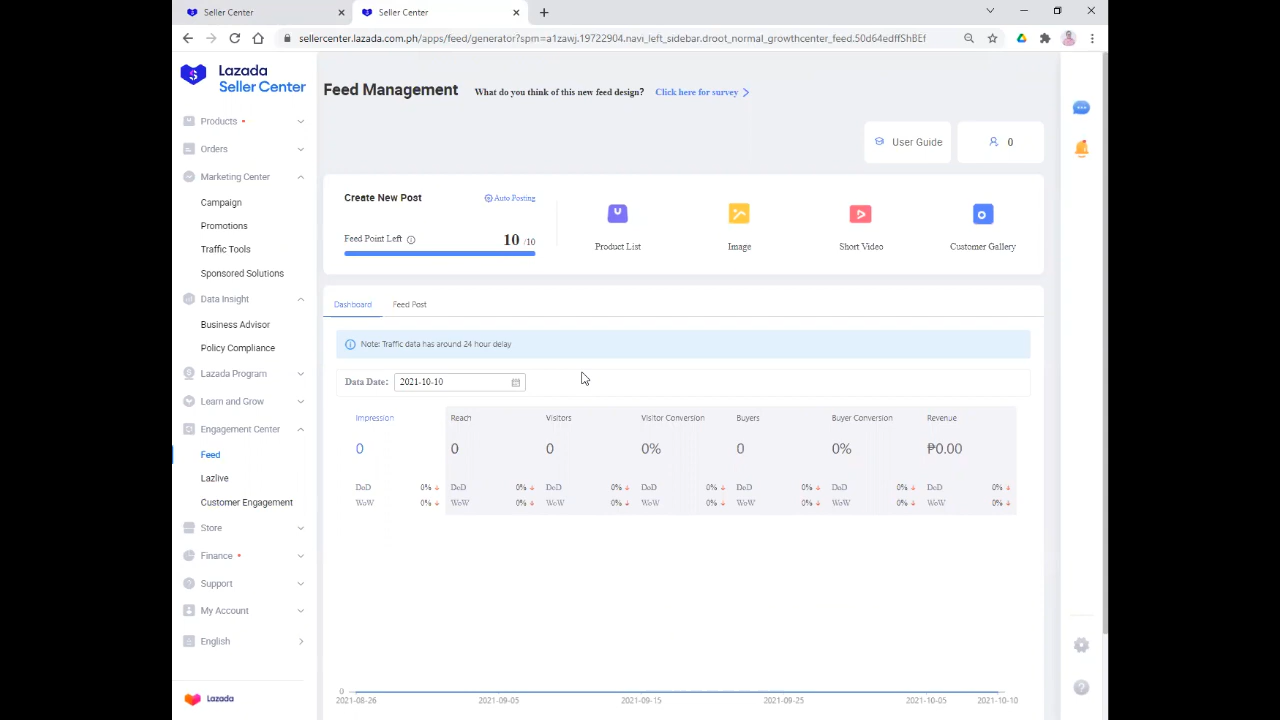 Seller Center
Seller Center
sellercenter.lazada.com.ph/apps/feed/generator?spm=a1zawj.19722904.navi_left_sidebar.droot_normal_growthcenter_feed.50d64edffShBEf
Lazada
Seller Center
Products
Orders
Marketing Center
Campaign
Promotions
Traffic Tools
Sponsored Solutions
Data Insight
Business Advisor
Policy Compliance
Lazada Program
Learn and Grow
Engagement Center
Feed
Lazlive
Customer Engagement
Store
Finance
Support
My Account
English
Lazada
Feed Management What do you think of this new feed design? Click here for survey
User Guide 0
Create New Post Auto Posting
Feed Point Left 10 /10
Product List Image Short Video Customer Gallery
Dashboard Feed Post
Note: Traffic data has around 24 hour delay
Data Date: 2021-10-10
Impression Reach Visitors Visitor Conversion Buyers Buyer Conversion Revenue
0 0 0 0% 0 0% ₱0.00
DoD 0% DoD 0% DoD 0% DoD 0% DoD 0% DoD 0% DoD 0%
WoW 0% WoW 0% WoW 0% WoW 0% WoW 0% WoW 0% WoW 0%
0
2021-08-26 2021-09-05 2021-09-15 2021-09-25 2021-10-05 2021-10-10